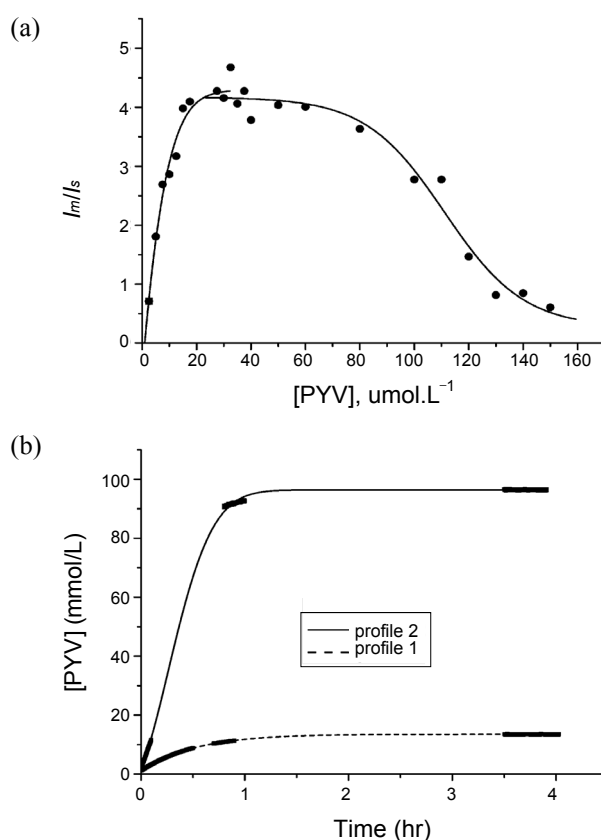 (a)
5
4
3
2
1
0
I_m/I_s
0 20 40 60 80 100 120 140 160
[PYV], umol.L⁻¹
(b)
100
80
60
40
20
0
[PYV] (mmol/L)
profile 2
profile 1
0 1 2 3 4
Time (hr)